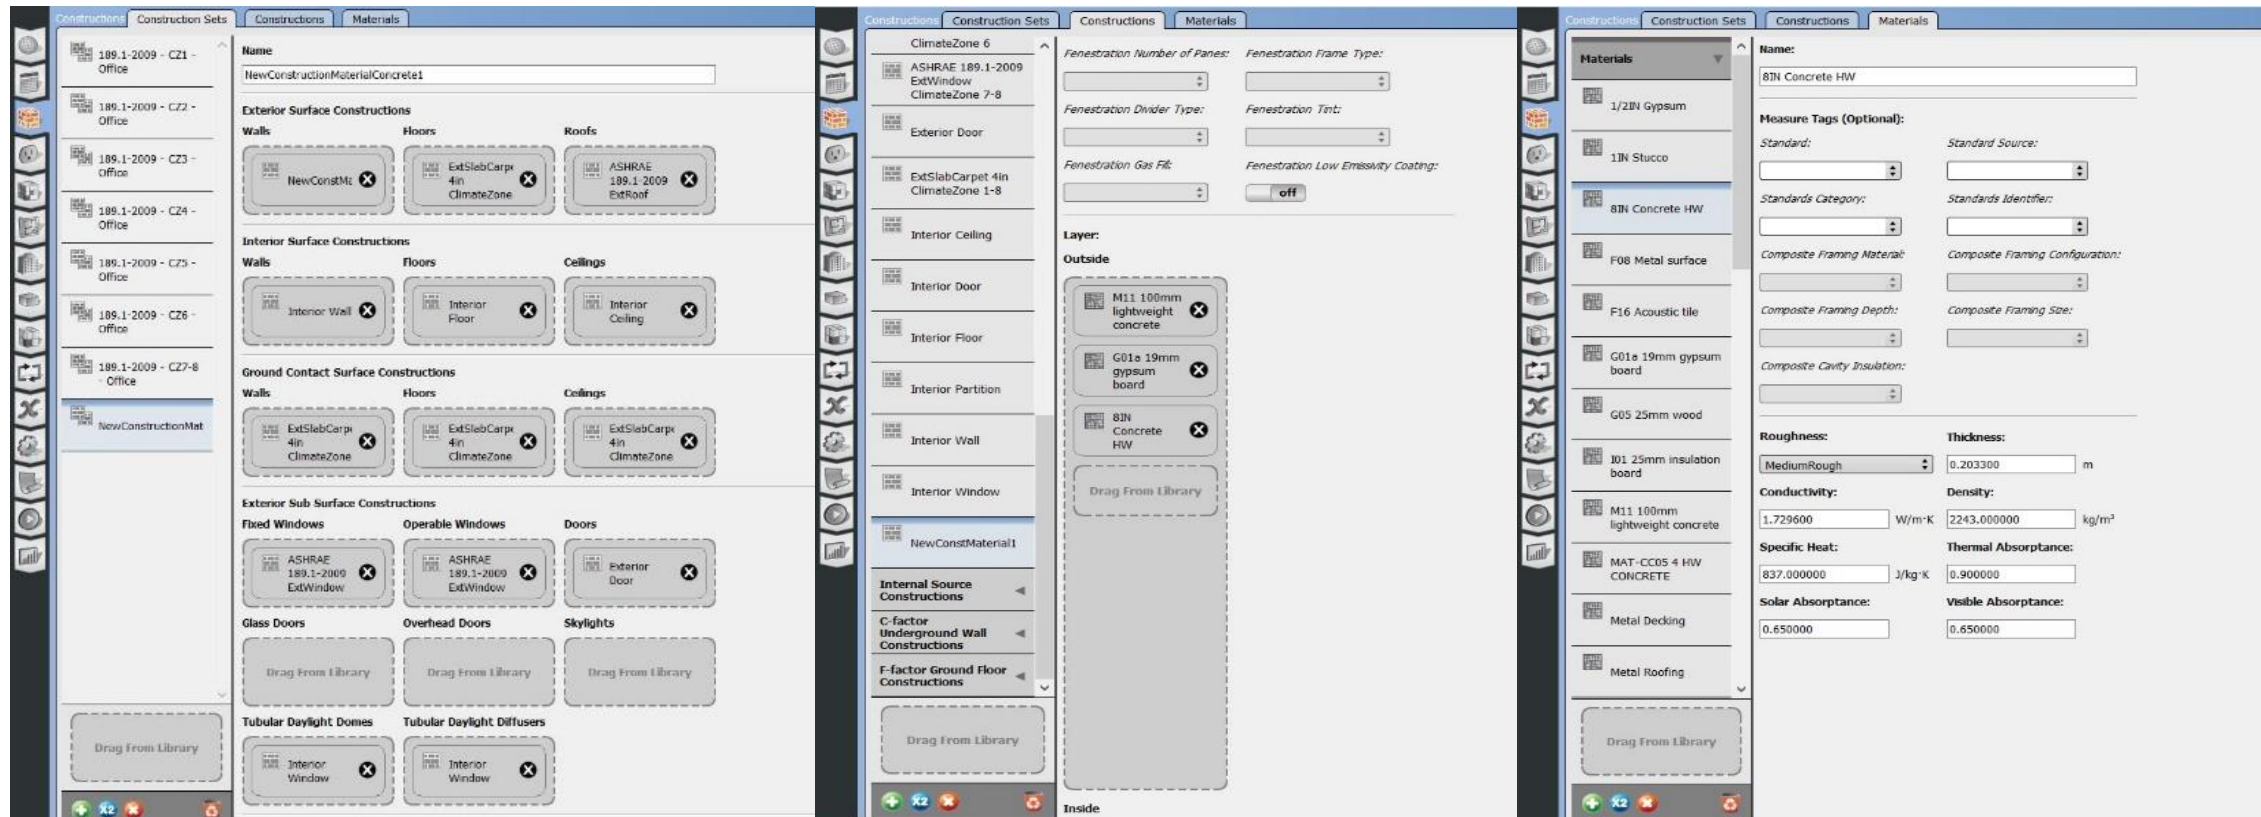 Constructions Construction Sets Constructions Materials
189.1-2009 - CZ1 -
Office
189.1-2009 - CZ2 -
Office
189.1-2009 - CZ3 -
Office
189.1-2009 - CZ4 -
Office
189.1-2009 - CZ5 -
Office
189.1-2009 - CZ6 -
Office
189.1-2009 - CZ7-8
- Office
NewConstructionMat
Drag From Library
x2
Name
NewConstructionMaterialConcrete1
Exterior Surface Constructions
Walls Floors Roofs
NewConstMa
ExtSlabCarpe
4in
ClimateZone
ASHRAE
189.1-2009
ExtRoof
Interior Surface Constructions
Walls Floors Ceilings
Interior Wall
Interior
Floor
Interior
Ceiling
Ground Contact Surface Constructions
Walls Floors Ceilings
ExtSlabCarpe
4in
ClimateZone
ExtSlabCarpe
4in
ClimateZone
ExtSlabCarpe
4in
ClimateZone
Exterior Sub Surface Constructions
Fixed Windows Operable Windows Doors
ASHRAE
189.1-2009
ExtWindow
ASHRAE
189.1-2009
ExtWindow
Exterior
Door
Glass Doors Overhead Doors Skylights
Drag From Library Drag From Library Drag From Library
Tubular Daylight Domes Tubular Daylight Diffusers
Interior
Window
Interior
Window
Constructions Construction Sets Constructions Materials
ClimateZone 6
ASHRAE 189.1-2009
ExtWindow
ClimateZone 7-8
Exterior Door
ExtSlabCarpet 4in
ClimateZone 1-8
Interior Ceiling
Interior Door
Interior Floor
Interior Partition
Interior Wall
Interior Window
NewConstMaterial1
Internal Source
Constructions
C-factor
Underground Wall
Constructions
F-factor Ground Floor
Constructions
Drag From Library
x2
Fenestration Number of Panes: Fenestration Frame Type:
Fenestration Divider Type: Fenestration Tint:
Fenestration Gas Fill: Fenestration Low Emissivity Coating:
off
Layer:
Outside
M11 100mm
lightweight
concrete
G01a 19mm
gypsum
board
8IN
Concrete
HW
Drag From Library
Inside
Constructions Construction Sets Constructions Materials
Materials
1/2IN Gypsum
1IN Stucco
8IN Concrete HW
F08 Metal surface
F16 Acoustic tile
G01a 19mm gypsum
board
G05 25mm wood
I01 25mm insulation
board
M11 100mm
lightweight concrete
MAT-CC05 4 HW
CONCRETE
Metal Decking
Metal Roofing
Drag From Library
x2
Name:
8IN Concrete HW
Measure Tags (Optional):
Standard: Standard Source:
Standards Category: Standards Identifier:
Composite Framing Material: Composite Framing Configuration:
Composite Framing Depth: Composite Framing Size:
Composite Cavity Insulation:
Roughness: Thickness:
MediumRough 0.203300 m
Conductivity: Density:
1.729600 W/m·K 2243.000000 kg/m³
Specific Heat: Thermal Absorptance:
837.000000 J/kg·K 0.900000
Solar Absorptance: Visible Absorptance:
0.650000 0.650000